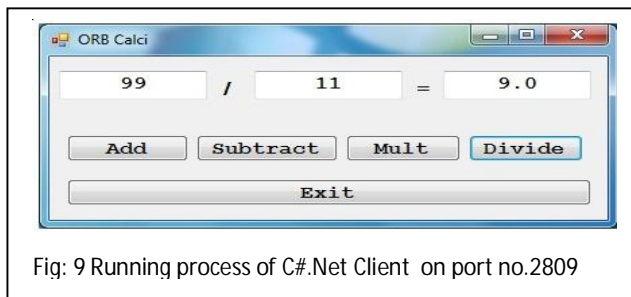 ORB Calci
99 / 11 = 9.0
Add Subtract Mult Divide
Exit
Fig: 9 Running process of C#.Net Client on port no.2809